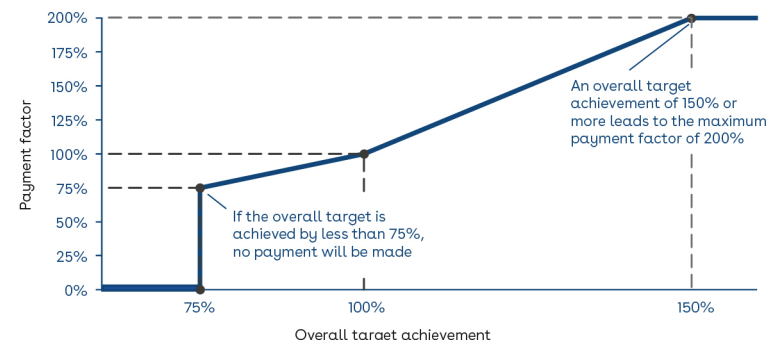 200%
175%
150%
125%
100%
75%
50%
25%
0%
Payment factor
An overall target
achievement of 150% or
more leads to the maximum
payment factor of 200%
If the overall target is
achieved by less than 75%,
no payment will be made
75%
100%
150%
Overall target achievement